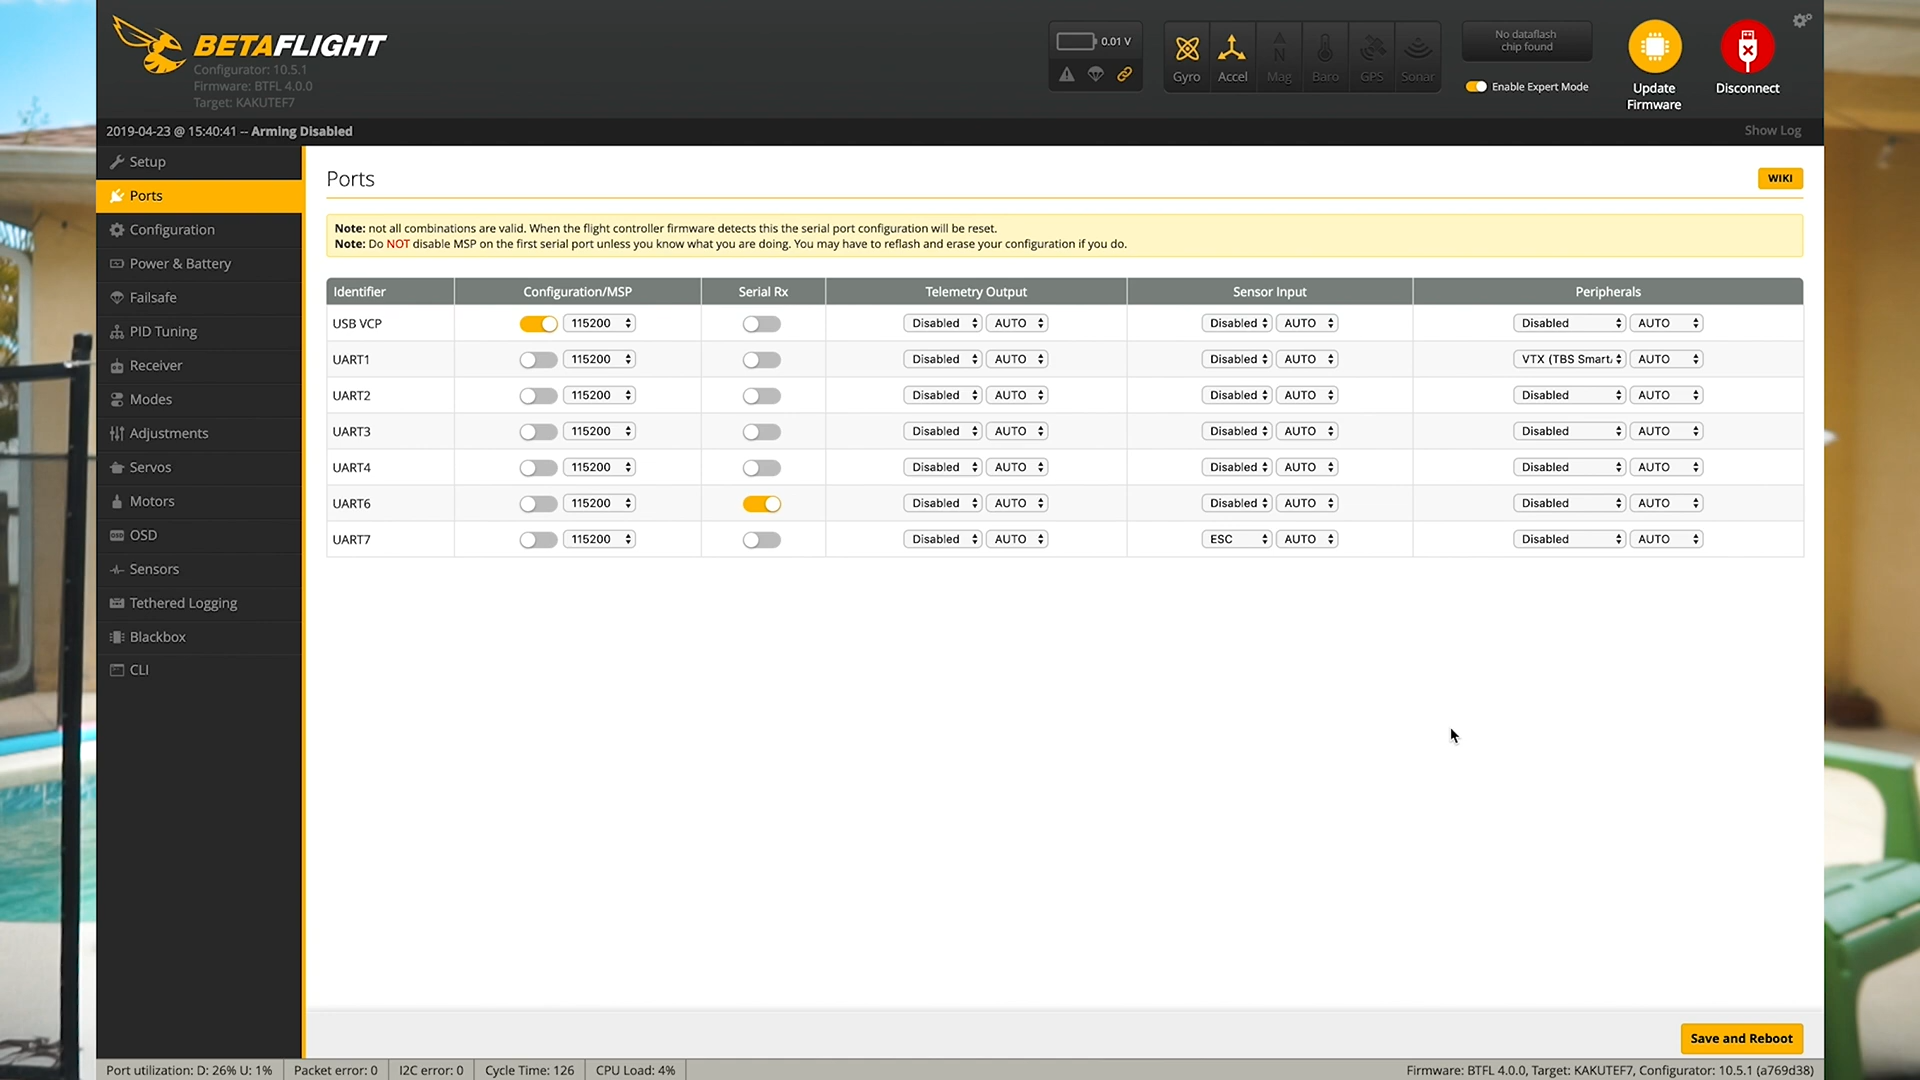 BETAFLIGHT
Configurator: 10.5.1
Firmware: BTFL 4.0.0
Target: KAKUTEF7
0.01 V
Gyro Accel Mag Baro GPS Sonar
No dataflash
chip found
Enable Expert Mode
Update
Firmware
Disconnect
2019-04-23 @ 15:40:41 -- Arming Disabled
Show Log
Setup
Ports
Configuration
Power & Battery
Failsafe
PID Tuning
Receiver
Modes
Adjustments
Servos
Motors
OSD
Sensors
Tethered Logging
Blackbox
CLI
Ports
WIKI
Note: not all combinations are valid. When the flight controller firmware detects this the serial port configuration will be reset.
Note: Do NOT disable MSP on the first serial port unless you know what you are doing. You may have to reflash and erase your configuration if you do.
Identifier Configuration/MSP Serial Rx Telemetry Output Sensor Input Peripherals
USB VCP 115200 Disabled AUTO Disabled AUTO Disabled AUTO
UART1 115200 Disabled AUTO Disabled AUTO VTX (TBS Smart AUTO
UART2 115200 Disabled AUTO Disabled AUTO Disabled AUTO
UART3 115200 Disabled AUTO Disabled AUTO Disabled AUTO
UART4 115200 Disabled AUTO Disabled AUTO Disabled AUTO
UART6 115200 Disabled AUTO Disabled AUTO Disabled AUTO
UART7 115200 Disabled AUTO ESC AUTO Disabled AUTO
Save and Reboot
Port utilization: D: 26% U: 1% Packet error: 0 I2C error: 0 Cycle Time: 126 CPU Load: 4%
Firmware: BTFL 4.0.0, Target: KAKUTEF7, Configurator: 10.5.1 (a769d38)